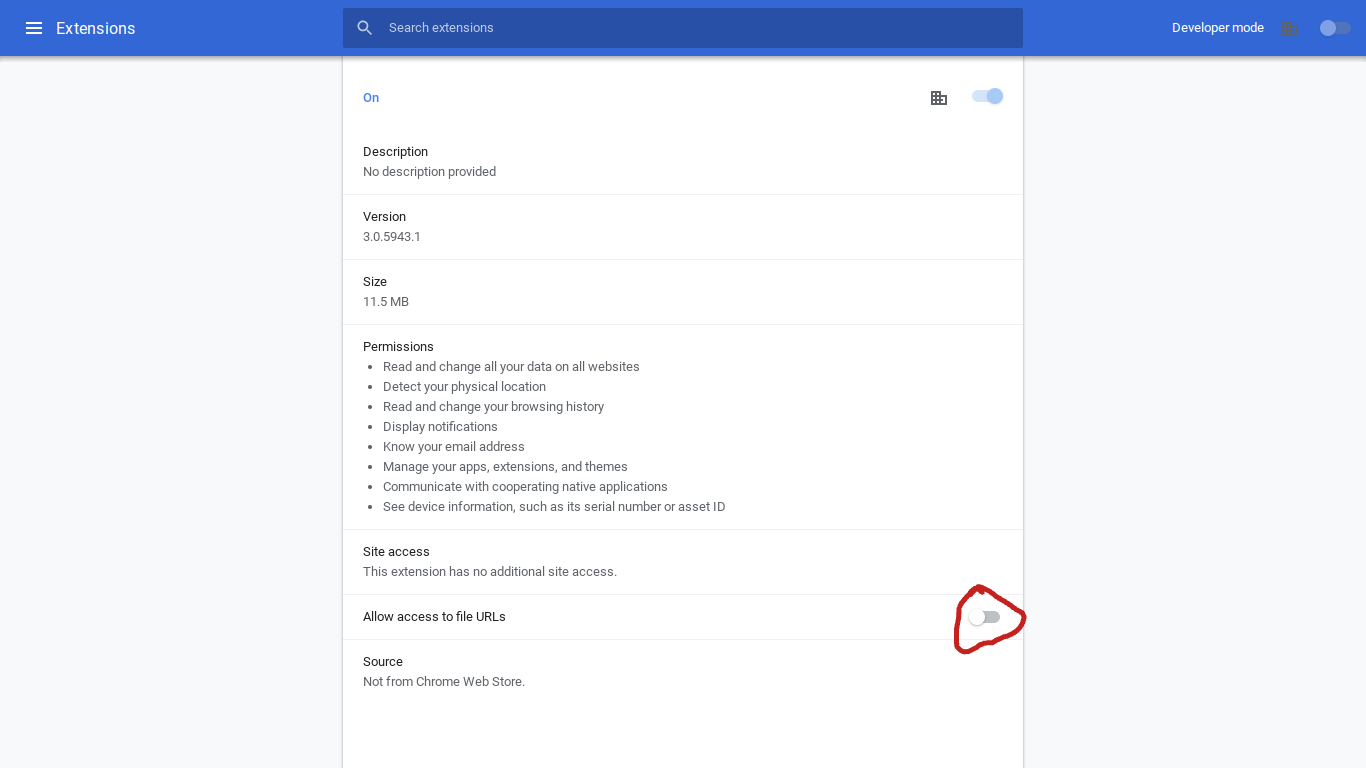 Extensions
Search extensions
Developer mode
On
Description
No description provided
Version
3.0.5943.1
Size
11.5 MB
Permissions
Read and change all your data on all websites
Detect your physical location
Read and change your browsing history
Display notifications
Know your email address
Manage your apps, extensions, and themes
Communicate with cooperating native applications
See device information, such as its serial number or asset ID
Site access
This extension has no additional site access.
Allow access to file URLs
Source
Not from Chrome Web Store.